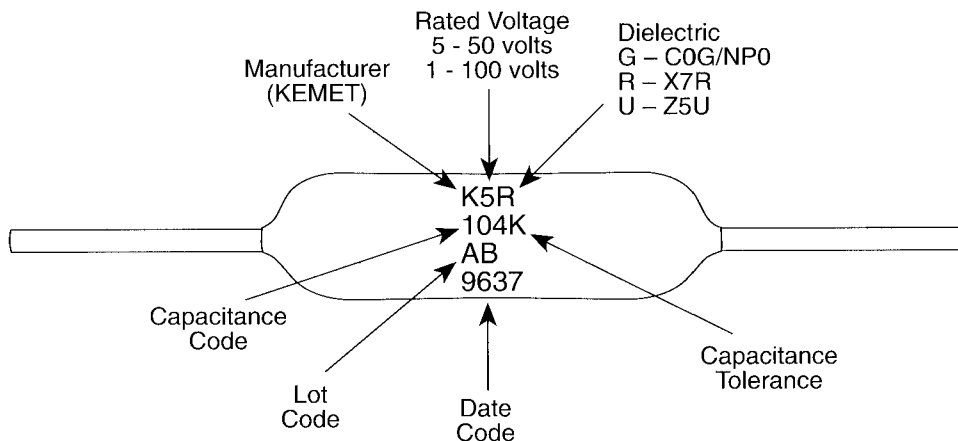 Rated Voltage
5 - 50 volts
1 - 100 volts
Dielectric
G – C0G/NP0
R – X7R
U – Z5U
Manufacturer
(KEMET)
K5R
104K
AB
9637
Capacitance
Code
Lot
Code
Date
Code
Capacitance
Tolerance